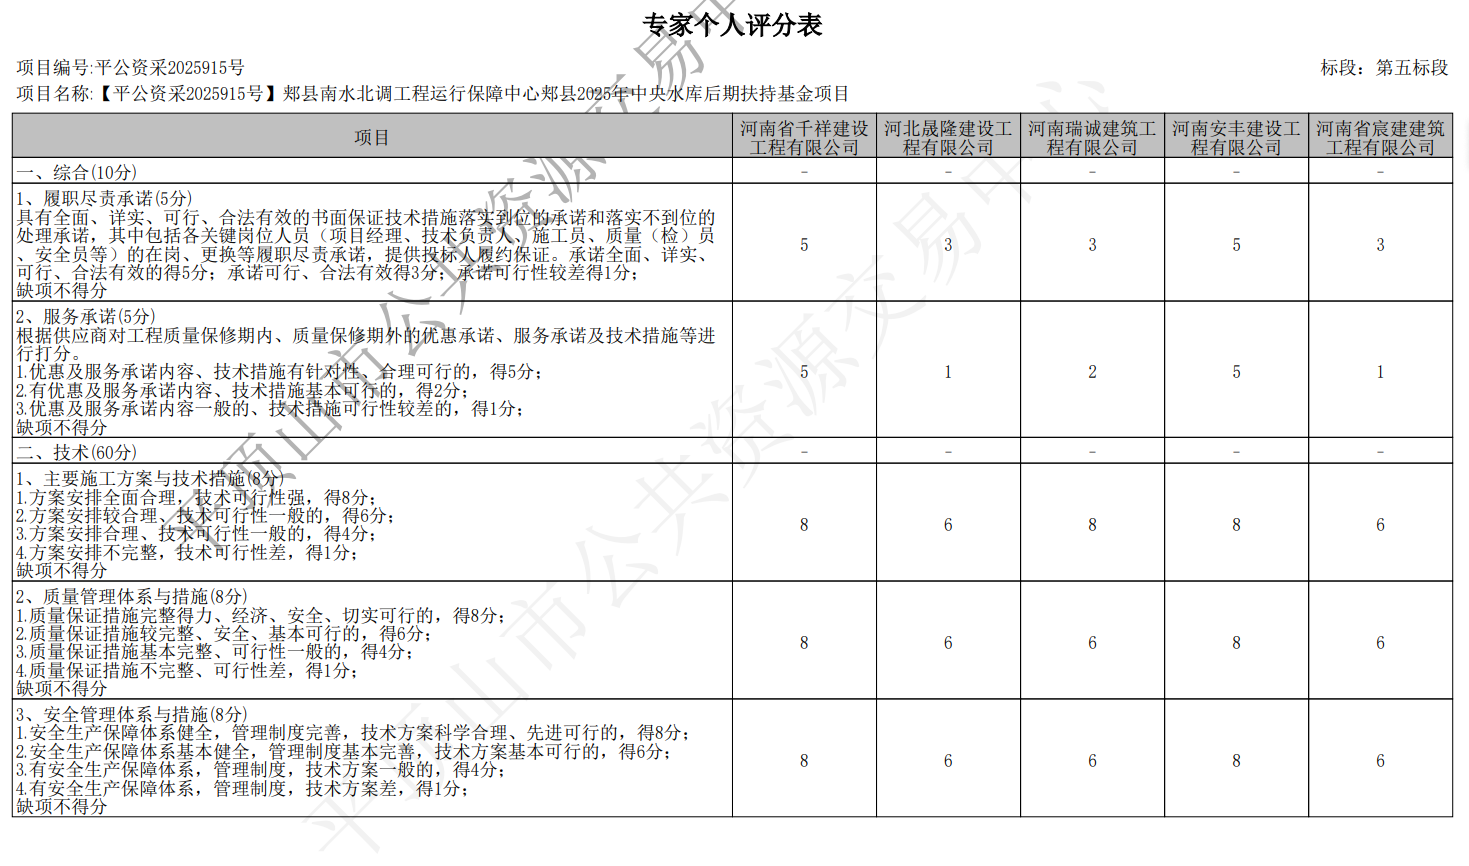 专家个人评分表
项目编号:平公资采2025915号
标段：第五标段
项目名称:【平公资采2025915号】郏县南水北调工程运行保障中心郏县2025年中央水库后期扶持基金项目
项目
河南省千祥建设工程有限公司
河北晟隆建设工程有限公司
河南瑞诚建筑工程有限公司
河南安丰建设工程有限公司
河南省宸建建筑工程有限公司
一、综合(10分)
-
-
-
-
-
1、履职尽责承诺(5分)
具有全面、详实、可行、合法有效的书面保证技术措施落实到位的承诺和落实不到位的
处理承诺，其中包括各关键岗位人员（项目经理、技术负责人、施工员、质量（检）员
、安全员等）的在岗、更换等履职尽责承诺，提供投标人履约保证。承诺全面、详实、
可行、合法有效的得5分；承诺可行、合法有效得3分；承诺可行性较差得1分；
缺项不得分
5
3
3
5
3
2、服务承诺(5分)
根据供应商对工程质量保修期内、质量保修期外的优惠承诺、服务承诺及技术措施等进
行打分。
1.优惠及服务承诺内容、技术措施有针对性、合理可行的，得5分；
2.有优惠及服务承诺内容、技术措施基本可行的，得2分；
3.优惠及服务承诺内容一般的、技术措施可行性较差的，得1分；
缺项不得分
5
1
2
5
1
二、技术(60分)
-
-
-
-
-
1、主要施工方案与技术措施(8分)
1.方案安排全面合理，技术可行性强，得8分；
2.方案安排较合理、技术可行性一般的，得6分；
3.方案安排合理、技术可行性一般的，得4分；
4.方案安排不完整，技术可行性差，得1分；
缺项不得分
8
6
8
8
6
2、质量管理体系与措施(8分)
1.质量保证措施完整得力、经济、安全、切实可行的，得8分；
2.质量保证措施较完整、安全、基本可行的，得6分；
3.质量保证措施基本完整、可行性一般的，得4分；
4.质量保证措施不完整、可行性差，得1分；
缺项不得分
8
6
6
8
6
3、安全管理体系与措施(8分)
1.安全生产保障体系健全，管理制度完善，技术方案科学合理、先进可行的，得8分；
2.安全生产保障体系基本健全，管理制度基本完善，技术方案基本可行的，得6分；
3.有安全生产保障体系，管理制度，技术方案一般的，得4分；
4.有安全生产保障体系，管理制度，技术方案差，得1分；
缺项不得分
8
6
6
8
6
平顶山市公共资源交易中
平顶山市公共资源交易中心